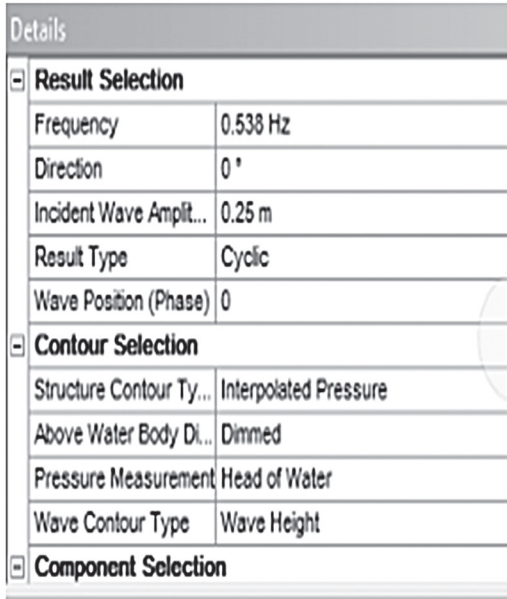 Details
Result Selection
Frequency 0.538 Hz
Direction 0 °
Incident Wave Amplit... 0.25 m
Result Type Cyclic
Wave Position (Phase) 0
Contour Selection
Structure Contour Ty... Interpolated Pressure
Above Water Body Di... Dimmed
Pressure Measurement Head of Water
Wave Contour Type Wave Height
Component Selection